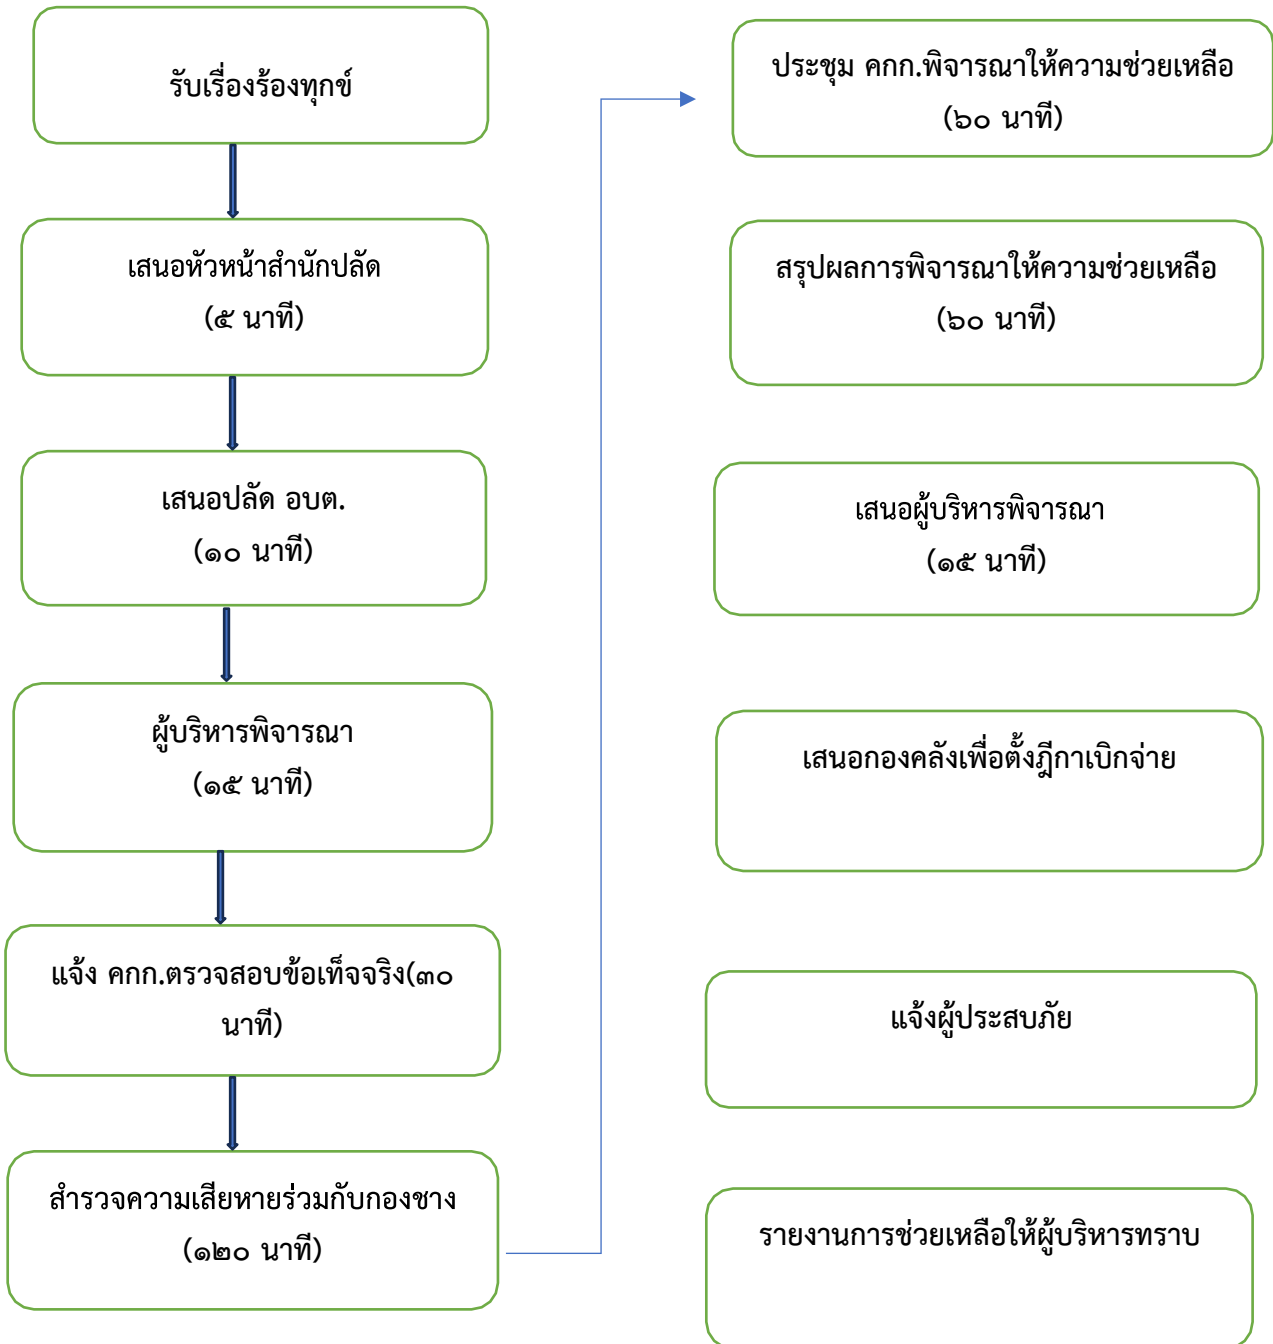 รับเรื่องร้องทุกข์
เสนอหัวหน้าสำนักปลัด
(๕ นาที)
เสนอปลัด อบต.
(๑๐ นาที)
ผู้บริหารพิจารณา
(๑๕ นาที)
แจ้ง คกก.ตรวจสอบข้อเท็จจริง(๓๐
นาที)
สำรวจความเสียหายร่วมกับกองชาง
(๑๒๐ นาที)
ประชุม คกก.พิจารณาให้ความช่วยเหลือ
(๖๐ นาที)
สรุปผลการพิจารณาให้ความช่วยเหลือ
(๖๐ นาที)
เสนอผู้บริหารพิจารณา
(๑๕ นาที)
เสนอกองคลังเพื่อตั้งฎีกาเบิกจ่าย
แจ้งผู้ประสบภัย
รายงานการช่วยเหลือให้ผู้บริหารทราบ